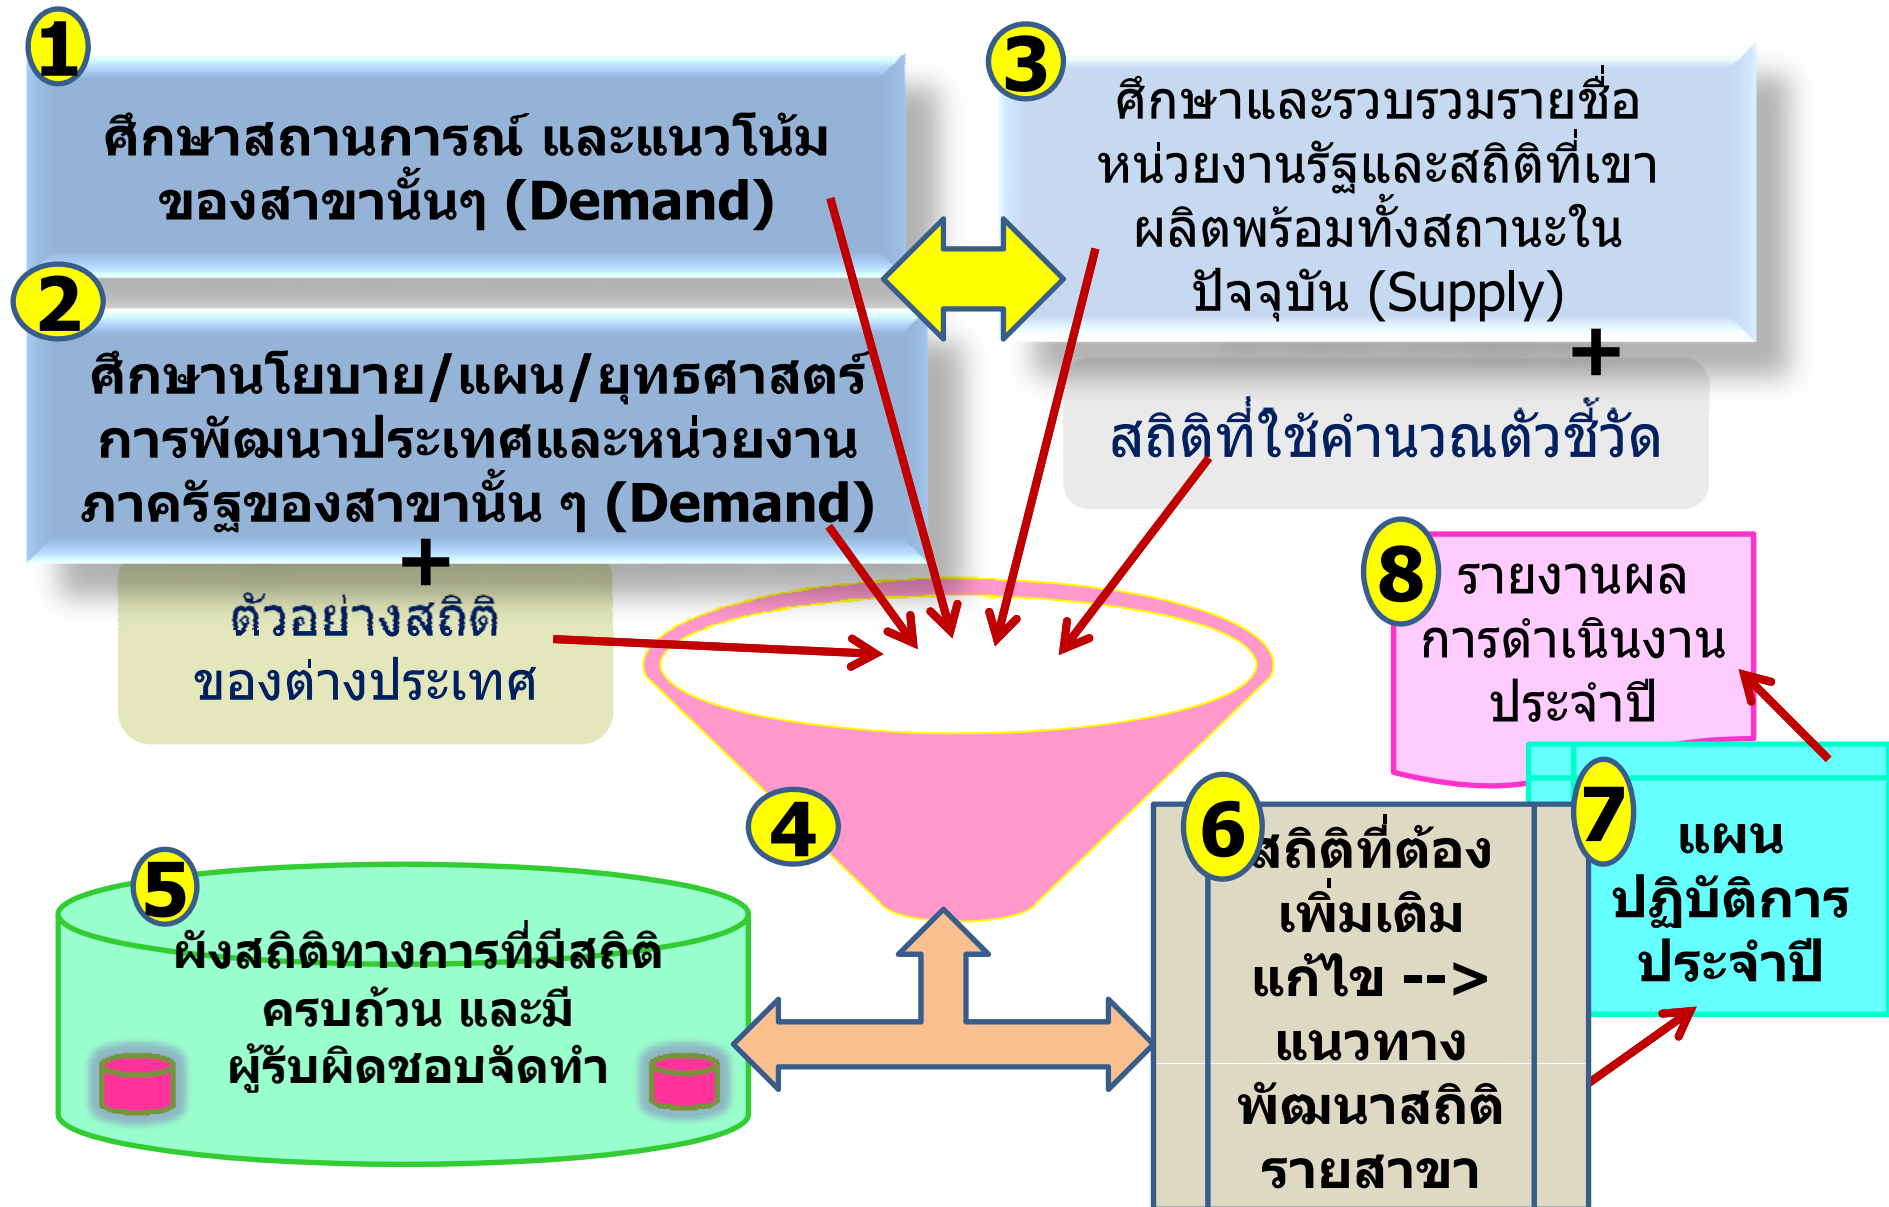 1
ศึกษาสถานการณ์ และแนวโน้ม
ของสาขานั้นๆ (Demand)
2
ศึกษานโยบาย/แผน/ยุทธศาสตร์
การพัฒนาประเทศและหน่วยงาน
ภาครัฐของสาขานั้น ๆ (Demand)
+
ตัวอย่างสถิติ
ของต่างประเทศ
3
ศึกษาและรวบรวมรายชื่อ
หน่วยงานรัฐและสถิติที่เขา
ผลิตพร้อมทั้งสถานะใน
ปัจจุบัน (Supply)
+
สถิติที่ใช้คำนวณตัวชี้วัด
4
5
ผังสถิติทางการที่มีสถิติ
ครบถ้วน และมี
ผู้รับผิดชอบจัดทำ
6
สถิติที่ต้อง
เพิ่มเติม
แก้ไข -->
แนวทาง
พัฒนาสถิติ
รายสาขา
7
แผน
ปฏิบัติการ
ประจำปี
8
รายงานผล
การดำเนินงาน
ประจำปี